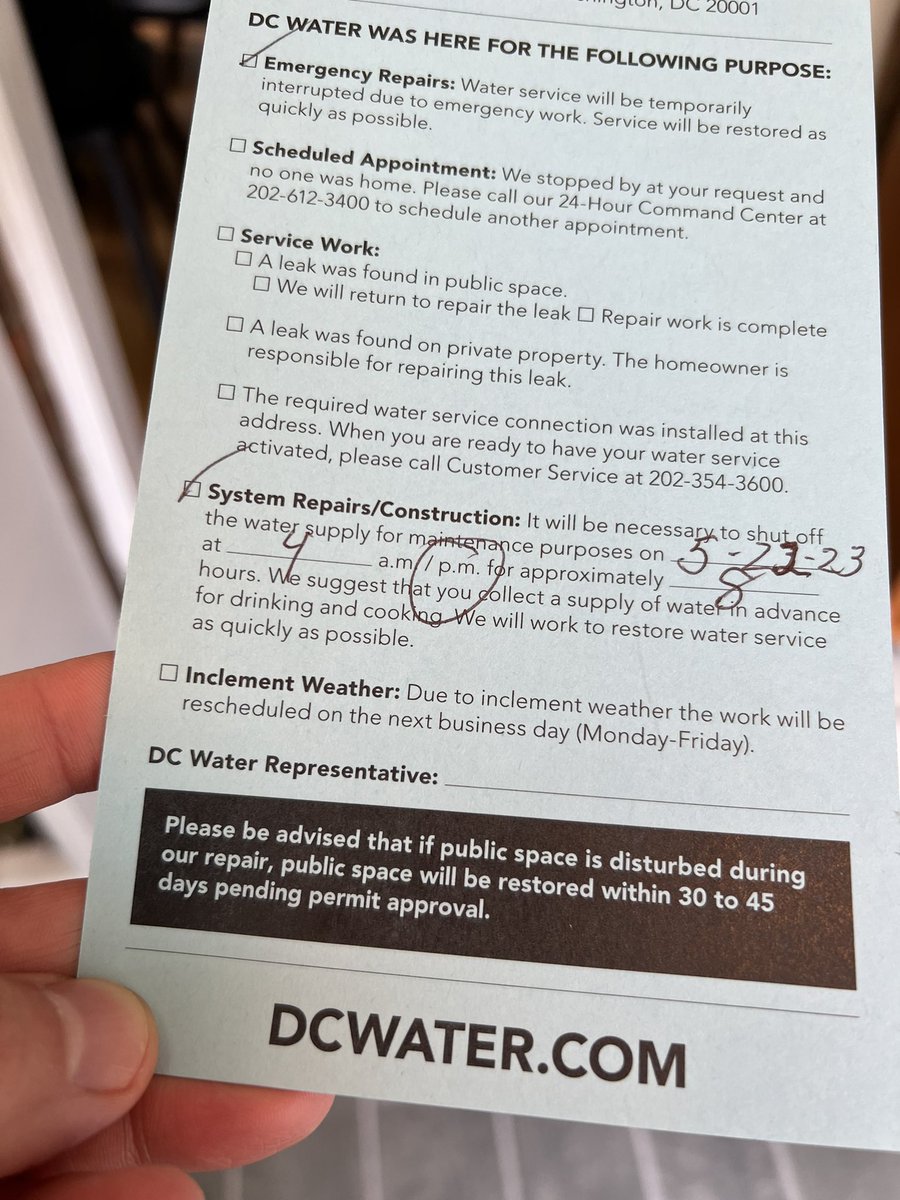 ington, DC 20001
DC WATER WAS HERE FOR THE FOLLOWING PURPOSE:
Emergency Repairs: Water service will be temporarily
interrupted due to emergency work. Service will be restored as
quickly as possible.
Scheduled Appointment: We stopped by at your request and
no one was home. Please call our 24-Hour Command Center at
202-612-3400 to schedule another appointment.
Service Work:
A leak was found in public space.
We will return to repair the leak Repair work is complete
A leak was found on private property. The homeowner is
responsible for repairing this leak.
The required water service connection was installed at this
address. When you are ready to have your water service
activated, please call Customer Service at 202-354-3600.
System Repairs/Construction: It will be necessary to shut off
the water supply for maintenance purposes on 5-22-23
at 4 a.m./p.m. for approximately 8
hours. We suggest that you collect a supply of water in advance
for drinking and cooking. We will work to restore water service
as quickly as possible.
Inclement Weather: Due to inclement weather the work will be
rescheduled on the next business day (Monday-Friday).
DC Water Representative:
Please be advised that if public space is disturbed during
our repair, public space will be restored within 30 to 45
days pending permit approval.
DCWATER.COM